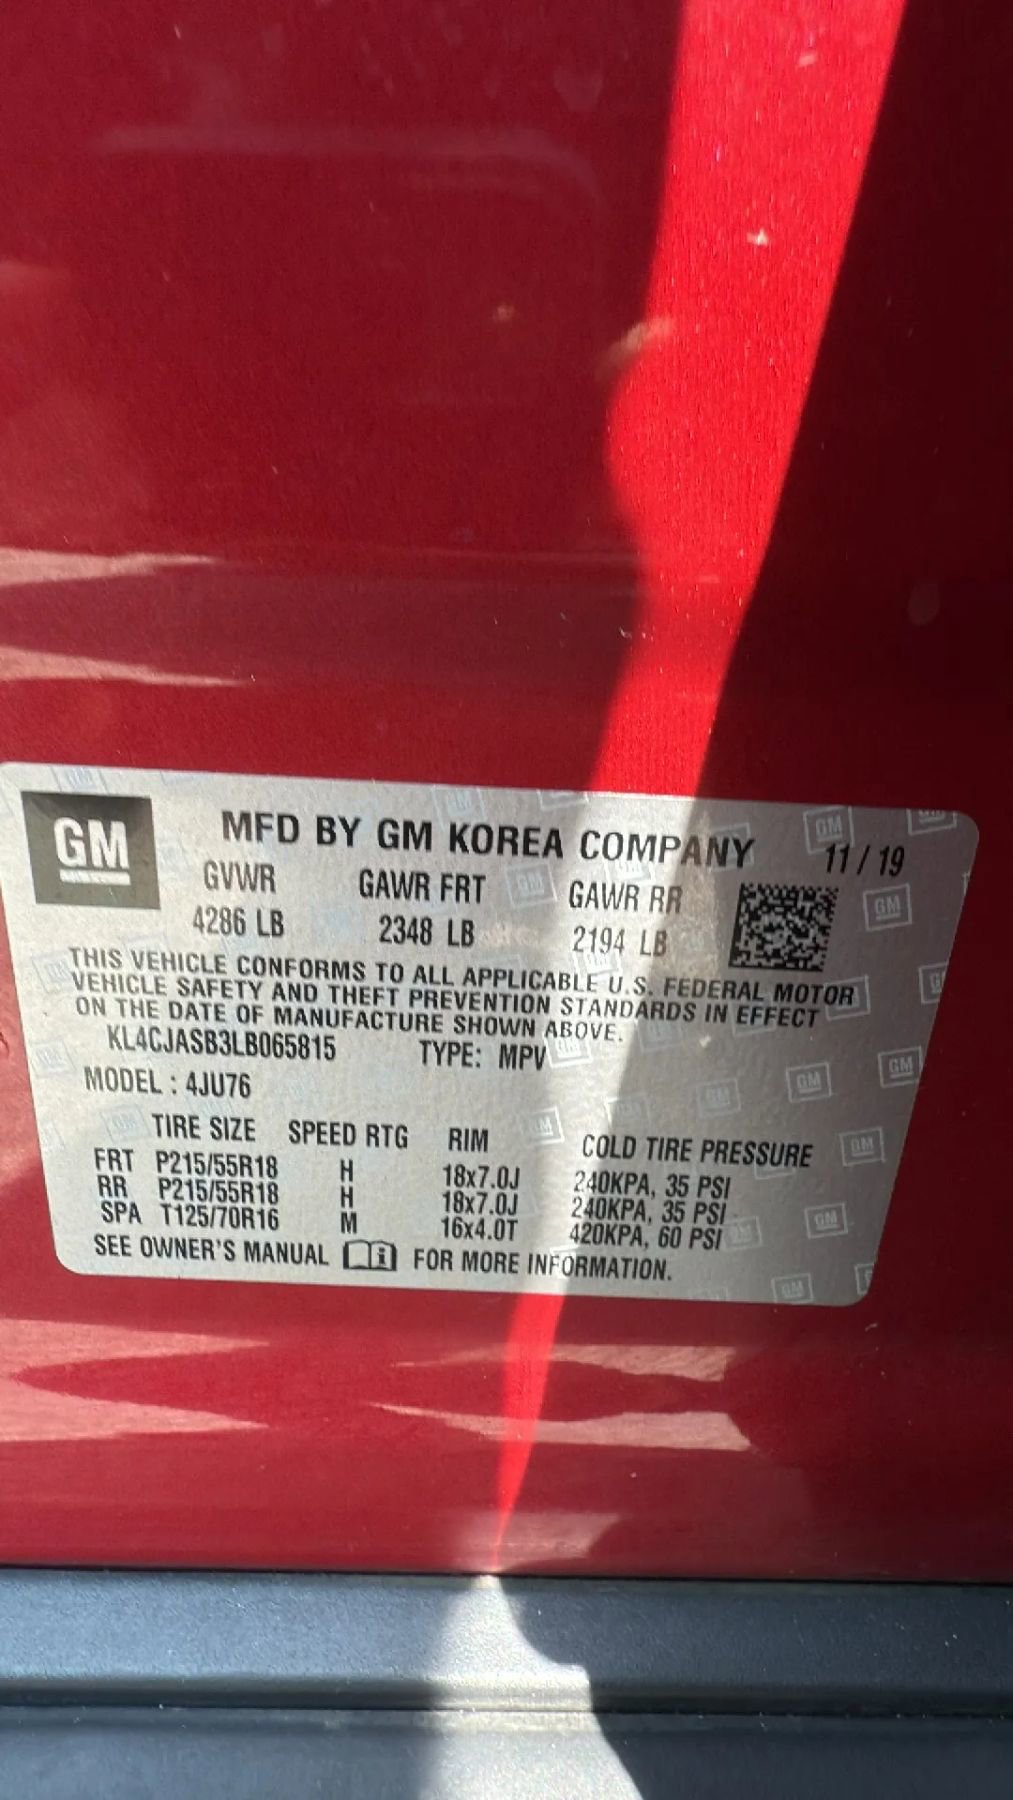 GM
MFD BY GM KOREA COMPANY 11/19
GVWR GAWR FRT GAWR RR
4286 LB 2348 LB 2194 LB
THIS VEHICLE CONFORMS TO ALL APPLICABLE U.S. FEDERAL MOTOR
VEHICLE SAFETY AND THEFT PREVENTION STANDARDS IN EFFECT
ON THE DATE OF MANUFACTURE SHOWN ABOVE.
KL4CJASB3LB065815 TYPE: MPV
MODEL : 4JU76
TIRE SIZE SPEED RTG RIM COLD TIRE PRESSURE
FRT P215/55R18 H 18x7.0J 240KPA, 35 PSI
RR P215/55R18 H 18x7.0J 240KPA, 35 PSI
SPA T125/70R16 M 16x4.0T 420KPA, 60 PSI
SEE OWNER'S MANUAL FOR MORE INFORMATION.